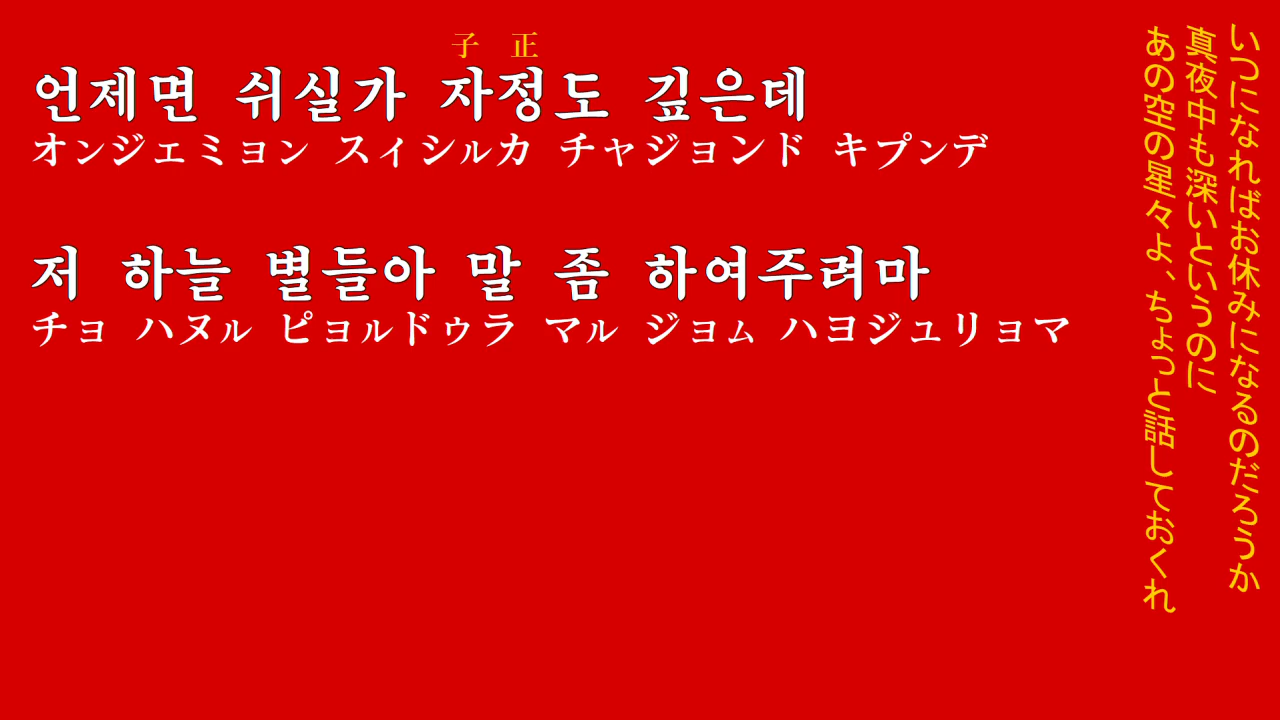 子正
언제면 쉬실가 자정도 깊은데
オンジェミョン スィシㇽカ チャジョンド キプンデ
저 하늘 별들아 말 좀 하여주려마
チョ ハヌㇽ ピョㇽドゥラ マㇽ ジョㇺ ハヨジュリョマ
いつになればお休みになるのだろうか
真夜中も深いというのに
あの空の星々よ、ちょっと話しておくれ